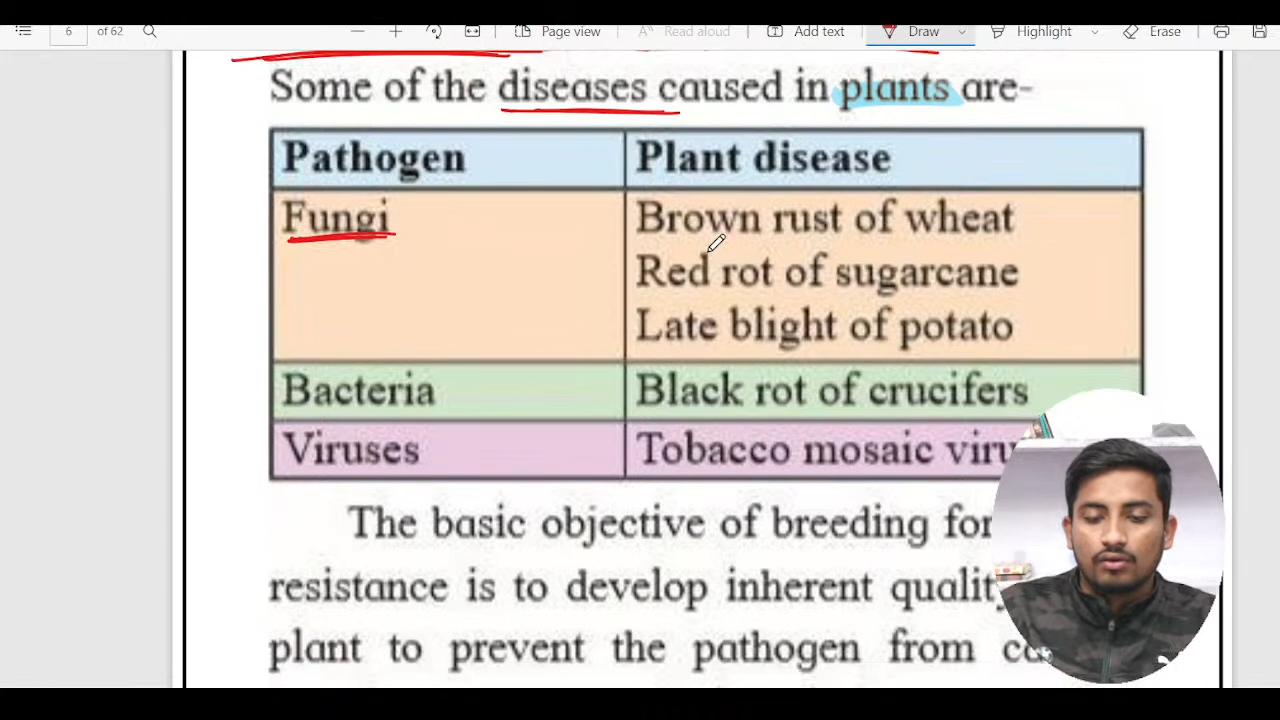 6 of 62 Page view Read aloud Add text Draw Highlight Erase
Some of the diseases caused in plants are-
Pathogen Plant disease
Fungi Brown rust of wheat
Red rot of sugarcane
Late blight of potato
Bacteria Black rot of crucifers
Viruses Tobacco mosaic
The basic objective of breeding for
resistance is to develop inherent quality
plant to prevent the pathogen from